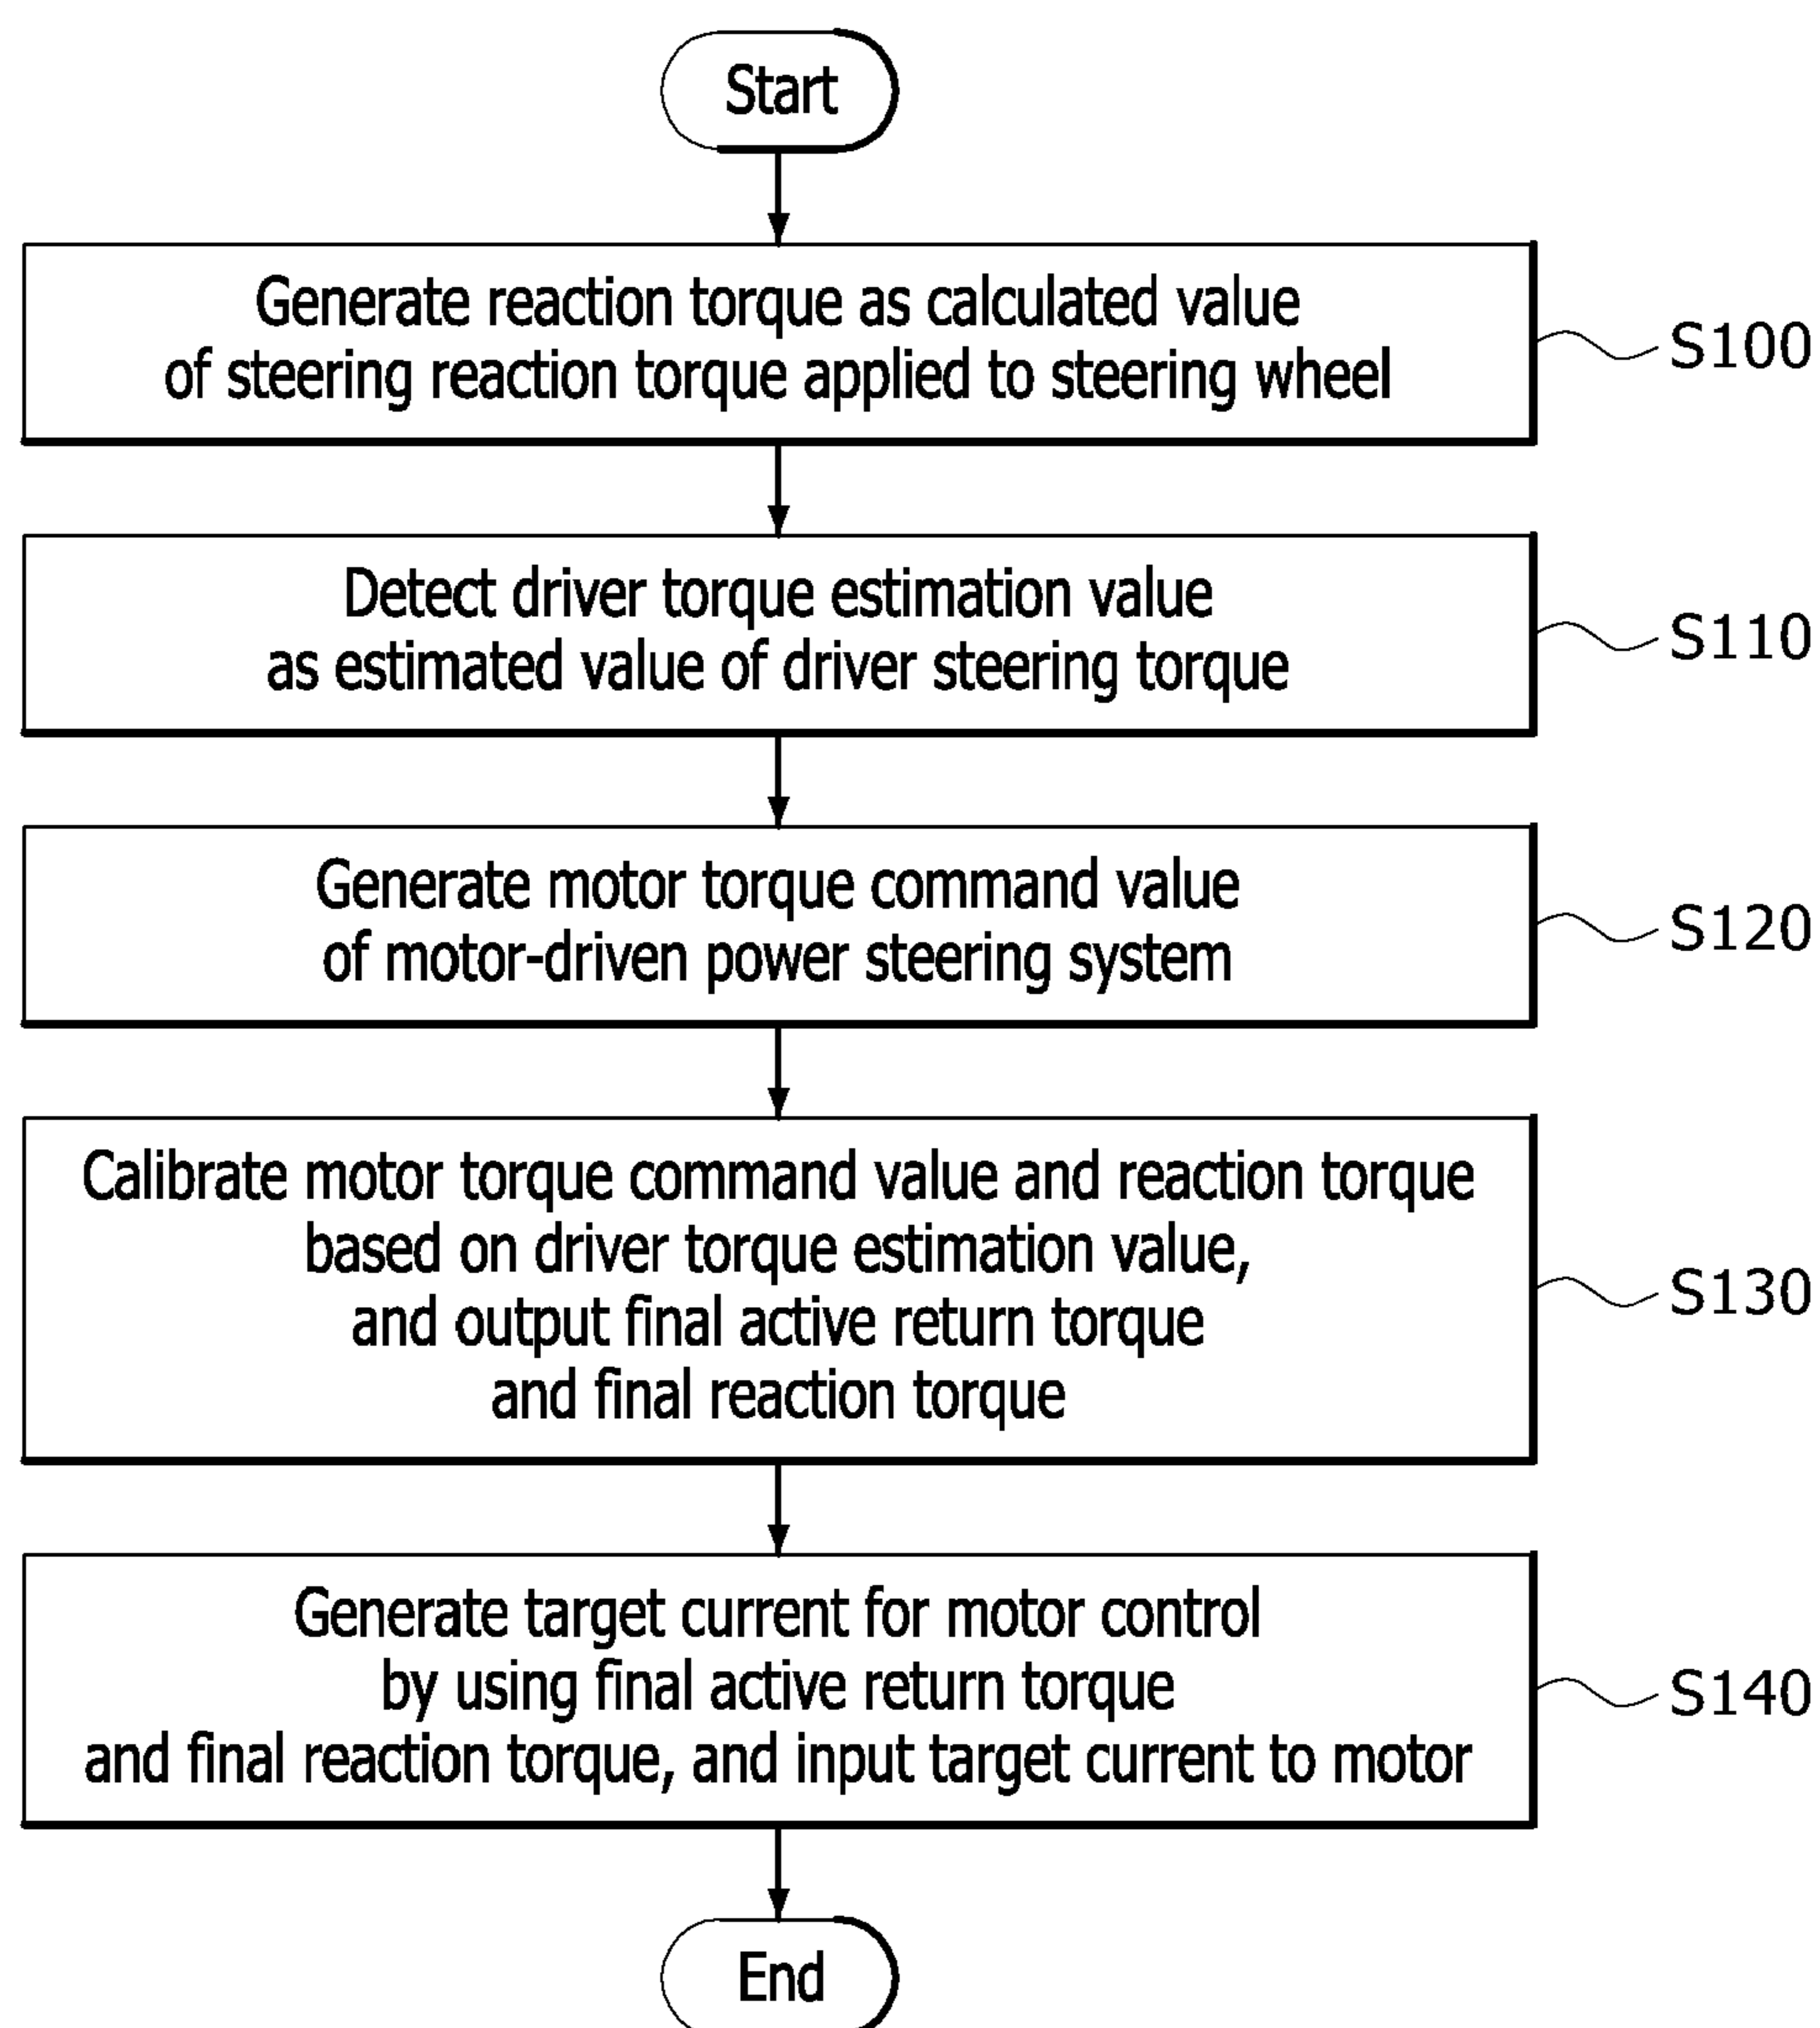 Start
Generate reaction torque as calculated value
of steering reaction torque applied to steering wheel
S100
Detect driver torque estimation value
as estimated value of driver steering torque
S110
Generate motor torque command value
of motor-driven power steering system
S120
Calibrate motor torque command value and reaction torque
based on driver torque estimation value,
and output final active return torque
and final reaction torque
S130
Generate target current for motor control
by using final active return torque
and final reaction torque, and input target current to motor
S140
End